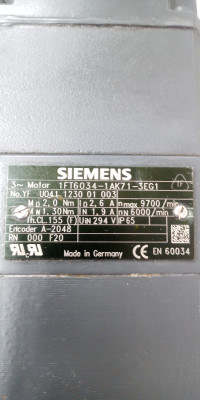 SIEMENS
3~ Motor 1FT6034-1AK71-3EG1
No.YF U041 1230 01 003
M₀ 2,0 Nm I₀ 2,6 A nmax 9700/min
MN 1,30Nm IN 1,9 A nN 6000/min
Th.CL.155 (F) UIN 294 V IP 65
Encoder A-2048
RN 000 F20
Made in Germany CE EN 60034